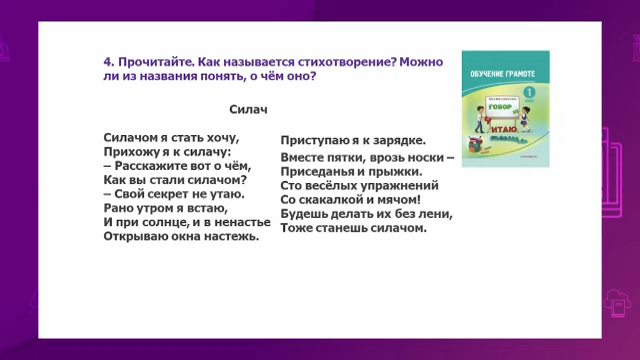 4. Прочитайте. Как называется стихотворение? Можно
ли из названия понять, о чём оно?
Силач
Силачом я стать хочу,
Прихожу я к силачу:
– Расскажите вот о чём,
Как вы стали силачом?
– Свой секрет не утаю.
Рано утром я встаю,
И при солнце, и в ненастье
Открываю окна настежь.
Приступаю я к зарядке.
Вместе пятки, врозь носки –
Приседанья и прыжки.
Сто весёлых упражнений
Со скакалкой и мячом!
Будешь делать их без лени,
Тоже станешь силачом.
ОБУЧЕНИЕ ГРАМОТЕ
1
ГОВОР
ИТАЮ